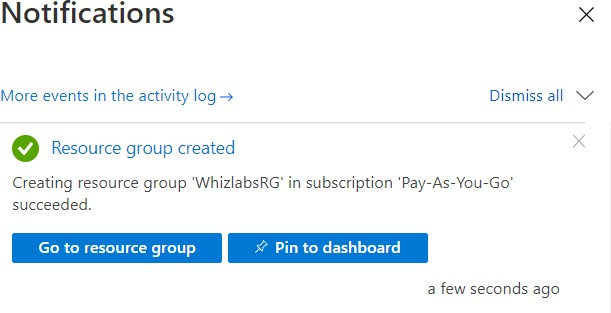 Notifications
More events in the activity log →
Dismiss all
Resource group created
Creating resource group 'WhizlabsRG' in subscription 'Pay-As-You-Go'
succeeded.
Go to resource group
Pin to dashboard
a few seconds ago